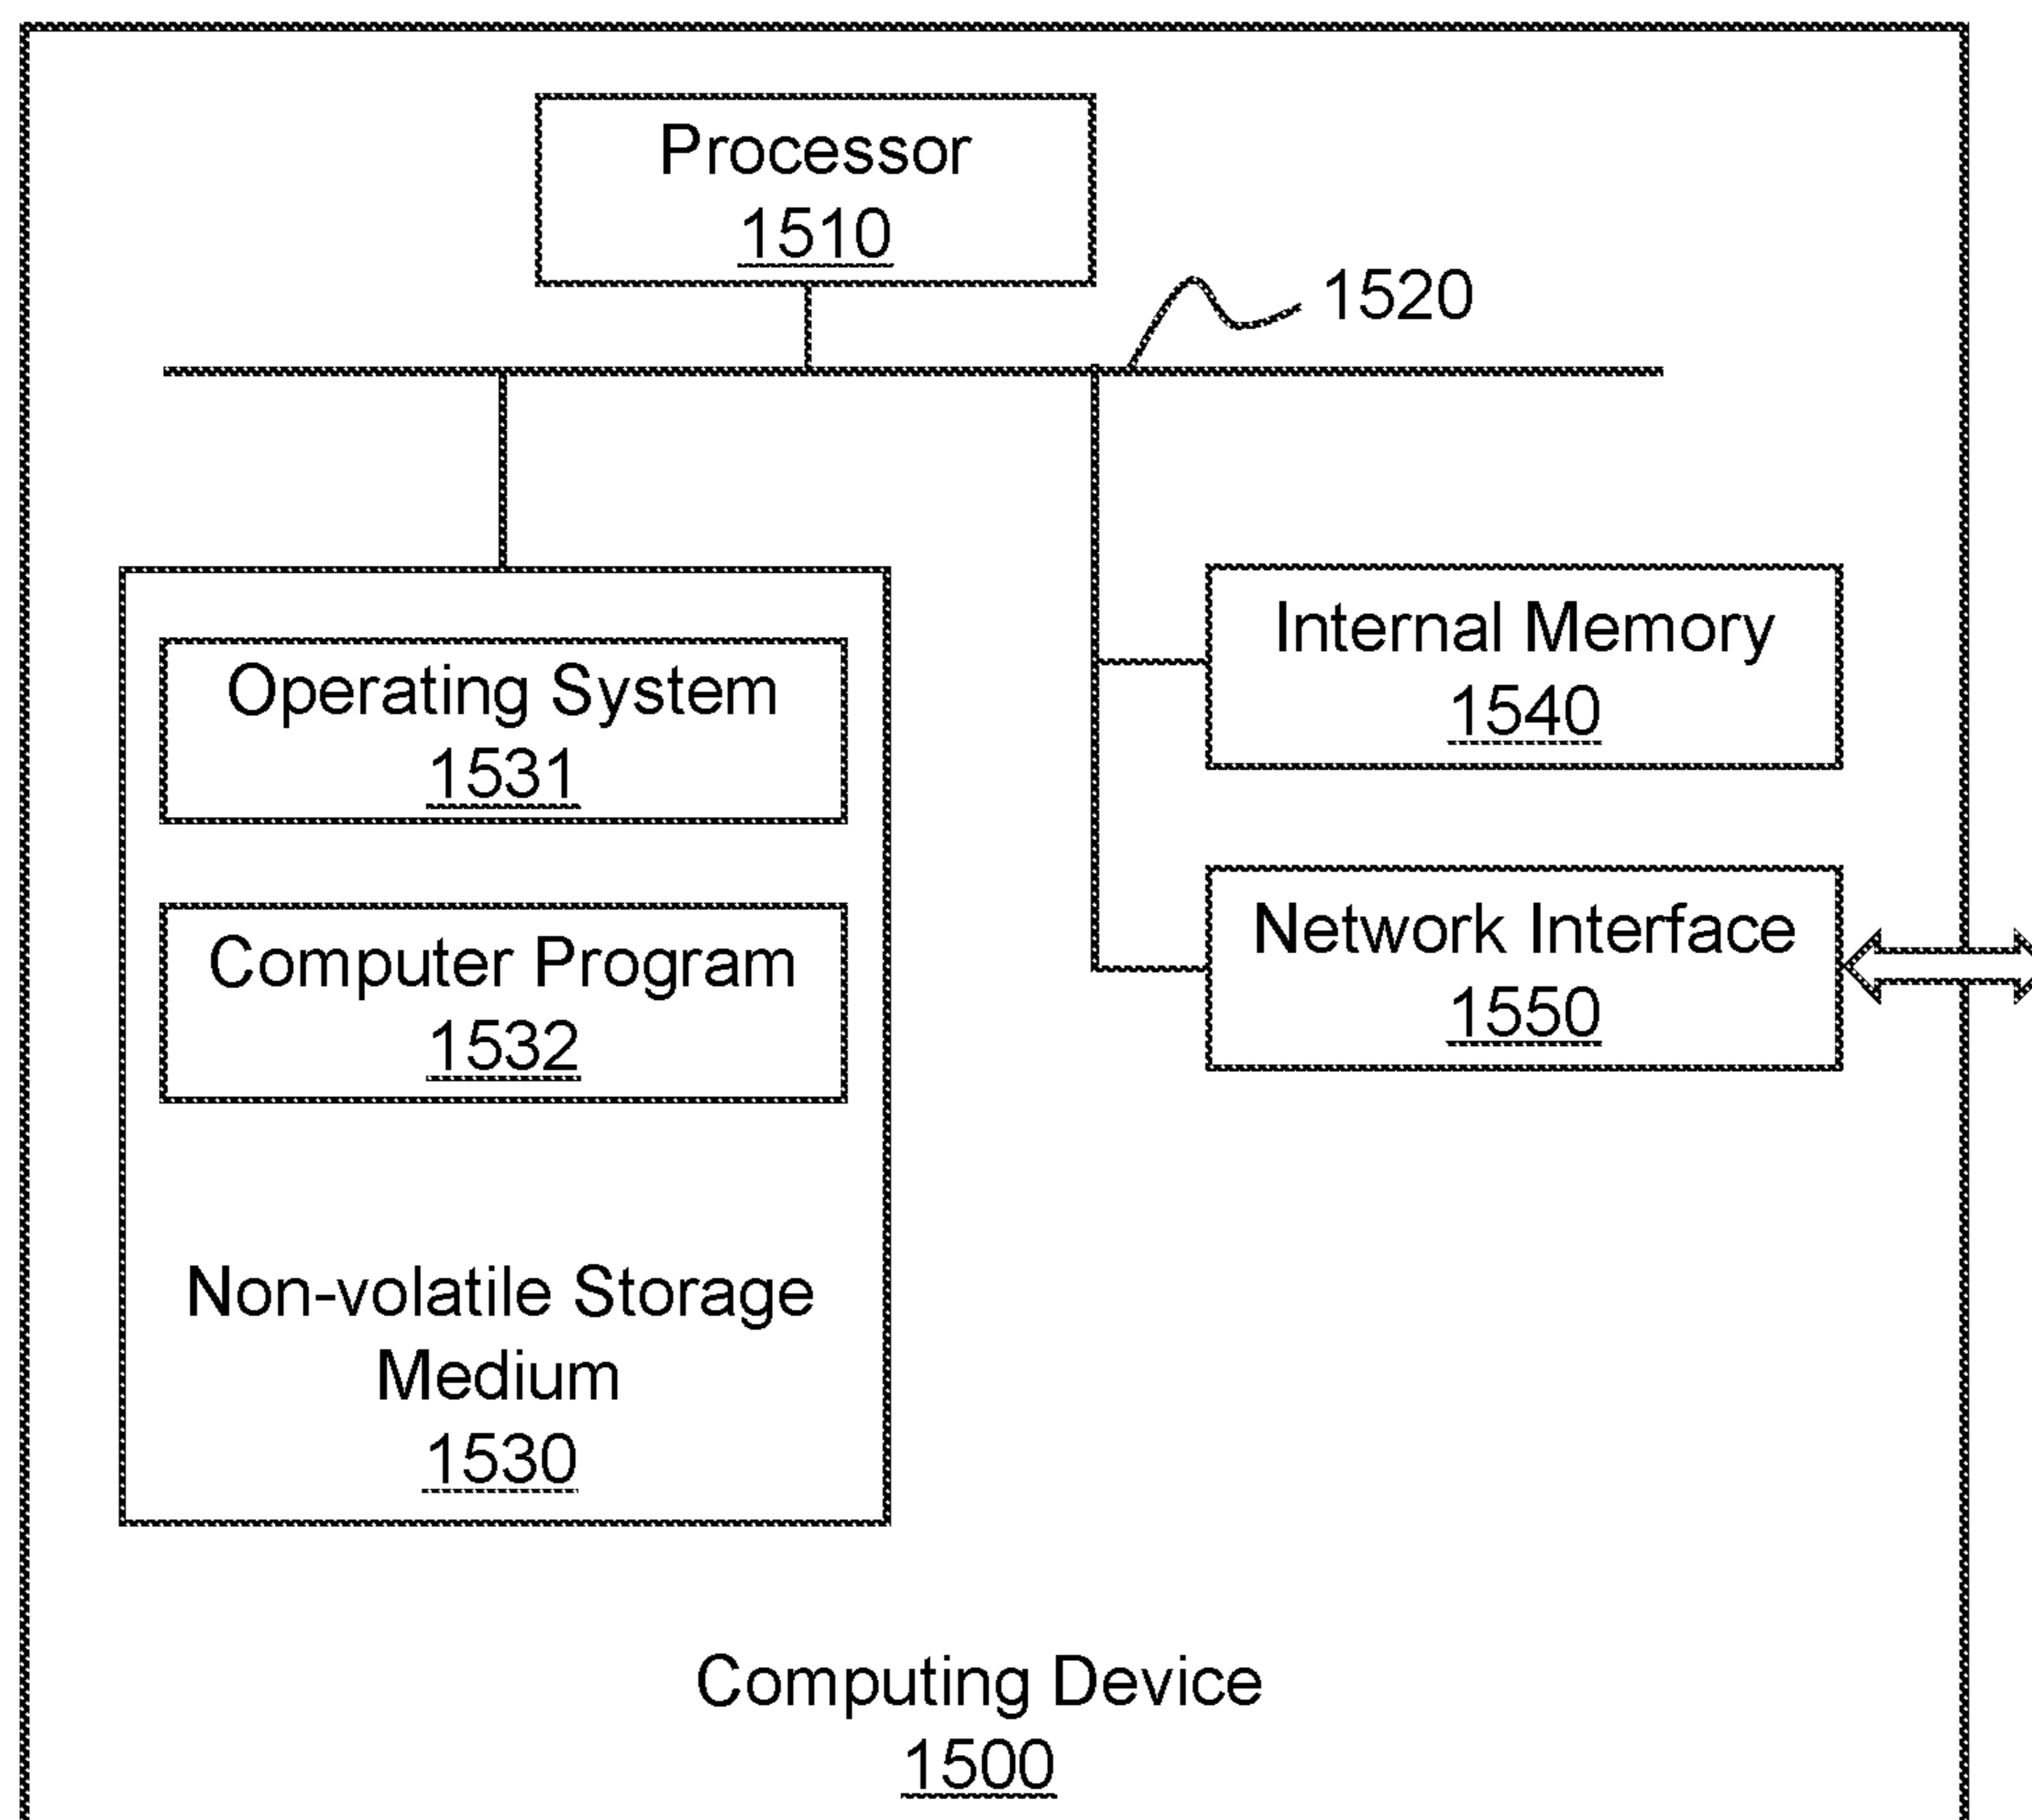 Processor
1510
1520
Operating System
1531
Computer Program
1532
Non-volatile Storage
Medium
1530
Internal Memory
1540
Network Interface
1550
Computing Device
1500